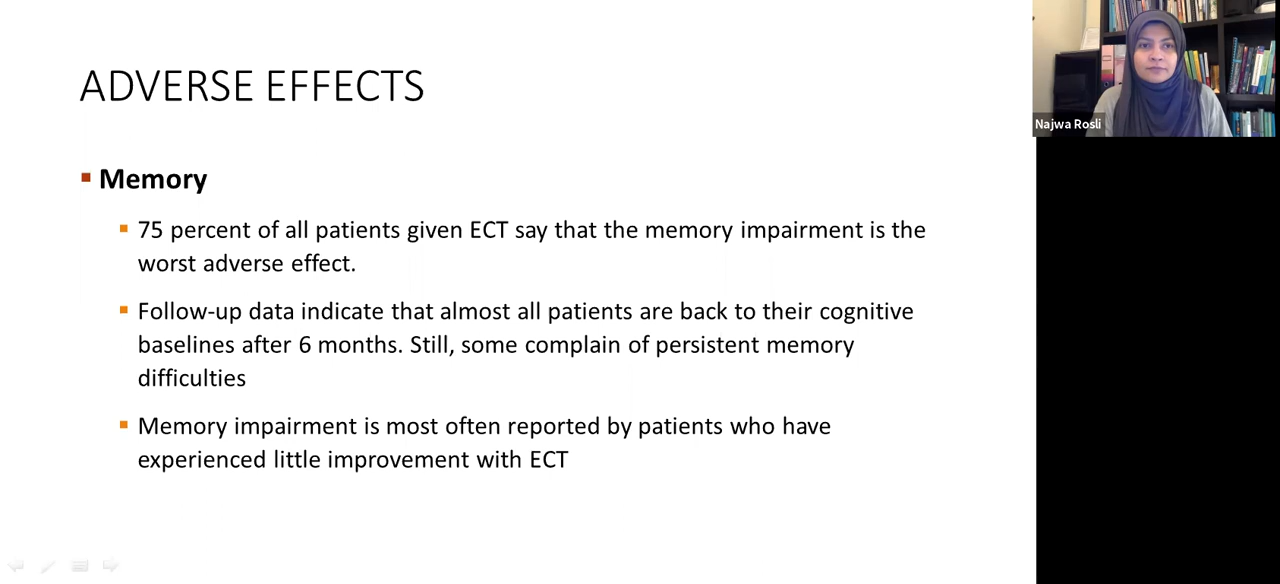 ADVERSE EFFECTS
Memory
75 percent of all patients given ECT say that the memory impairment is the
worst adverse effect.
Follow-up data indicate that almost all patients are back to their cognitive
baselines after 6 months. Still, some complain of persistent memory
difficulties
Memory impairment is most often reported by patients who have
experienced little improvement with ECT
Najwa Rosli